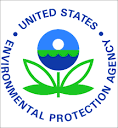 UNITED STATES
• ENVIRONMENTAL PROTECTION AGENCY •